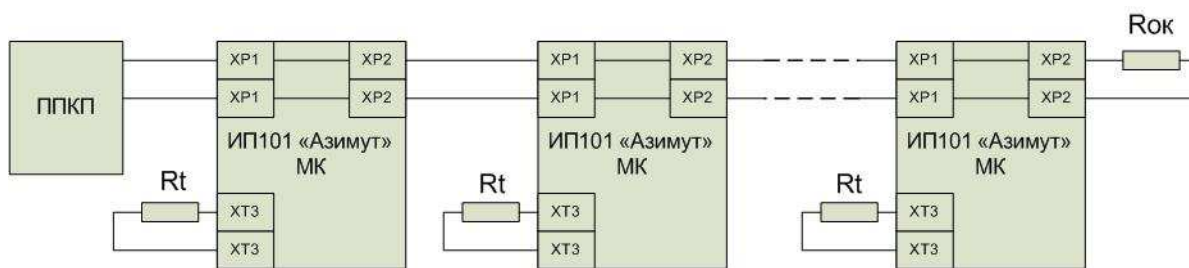 Rок
XP1 XP2 XP1 XP2 XP1 XP2
ППКП
XP1 XP2 XP1 XP2 XP1 XP2
ИП101 «Азимут» ИП101 «Азимут» ИП101 «Азимут»
МК МК МК
Rt Rt Rt
XT3 XT3 XT3
XT3 XT3 XT3